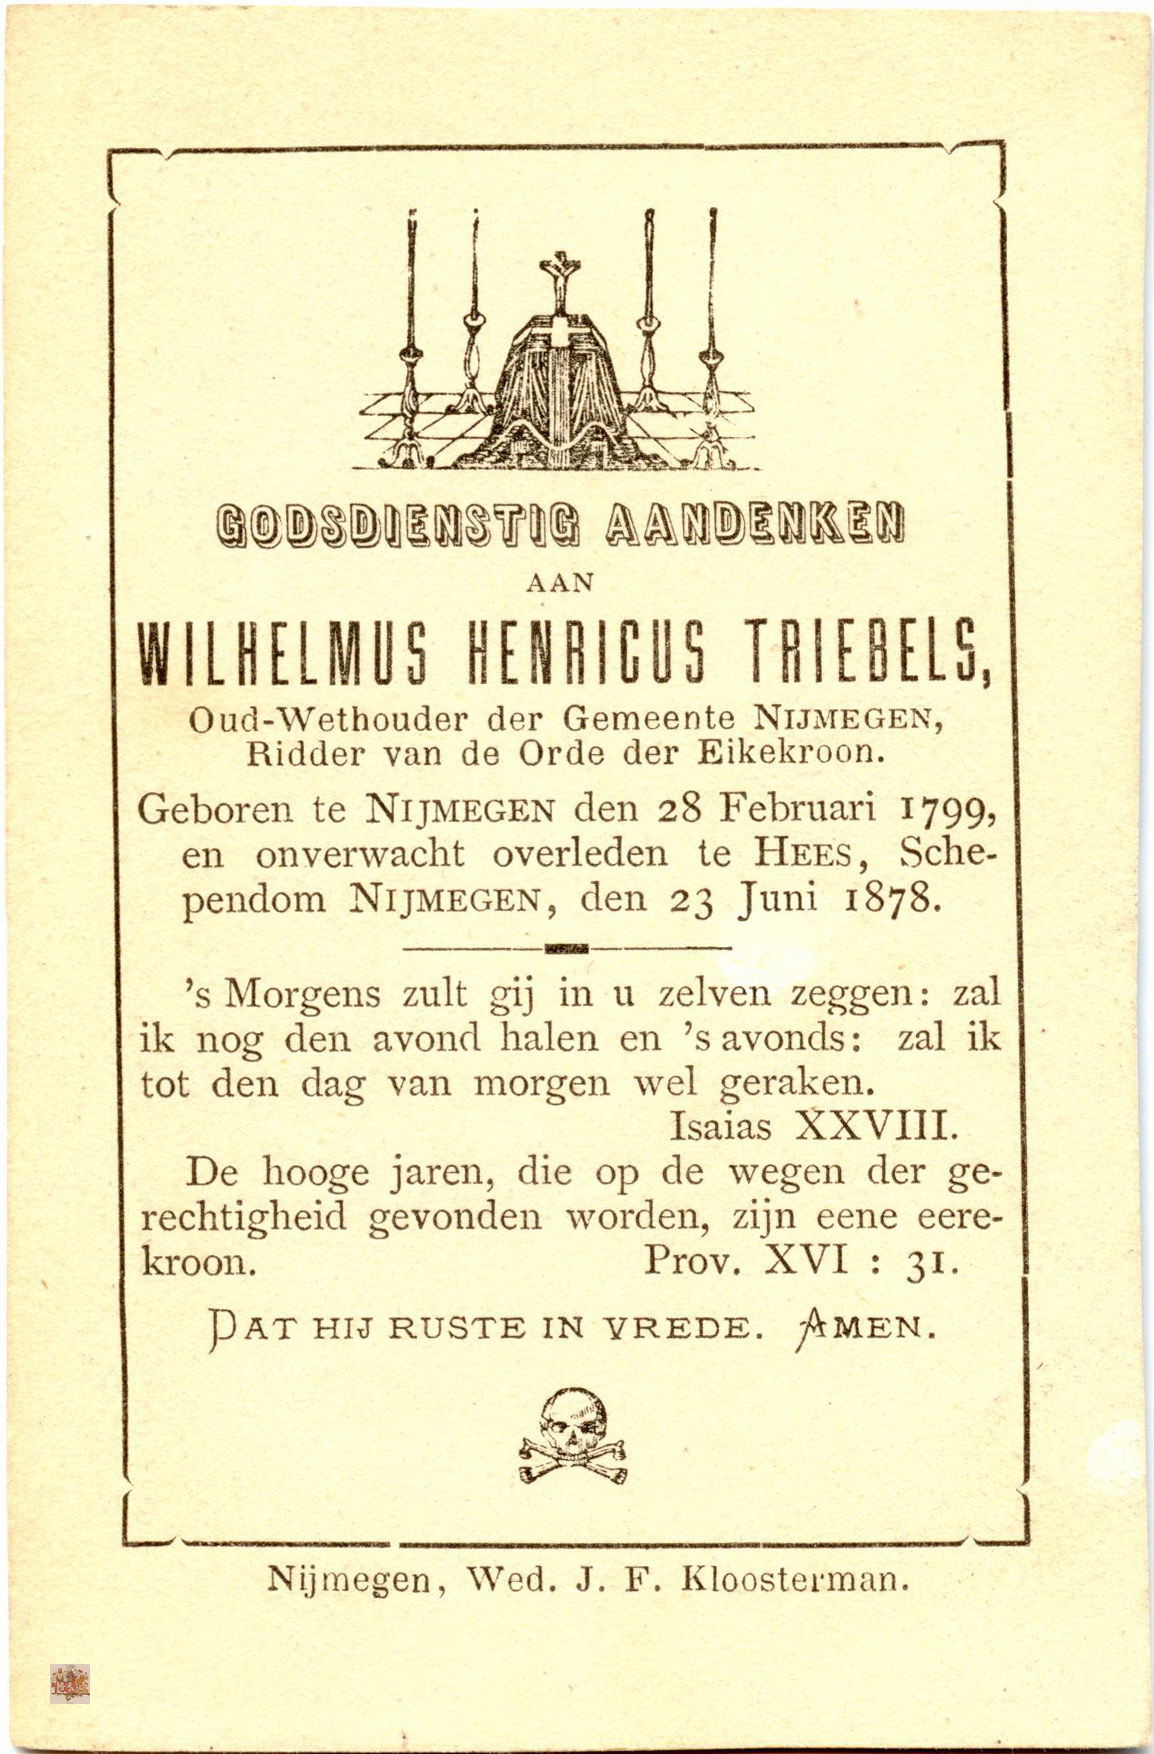 GODSDIENSTIG AANDENKEN
AAN
WILHELMUS HENRICUS TRIEBELS,
Oud-Wethouder der Gemeente NIJMEGEN,
Ridder van de Orde der Eikekroon.
Geboren te NIJMEGEN den 28 Februari 1799,
en onverwacht overleden te HEES, Sche-
pendom NIJMEGEN, den 23 Juni 1878.
’s Morgens zult gij in u zelven zeggen: zal
ik nog den avond halen en ’s avonds: zal ik
tot den dag van morgen wel geraken.
Isaias XXVIII.
De hooge jaren, die op de wegen der ge-
rechtigheid gevonden worden, zijn eene eere-
kroon. Prov. XVI : 31.
DAT HIJ RUSTE IN VREDE. AMEN.
Nijmegen, Wed. J. F. Kloosterman.